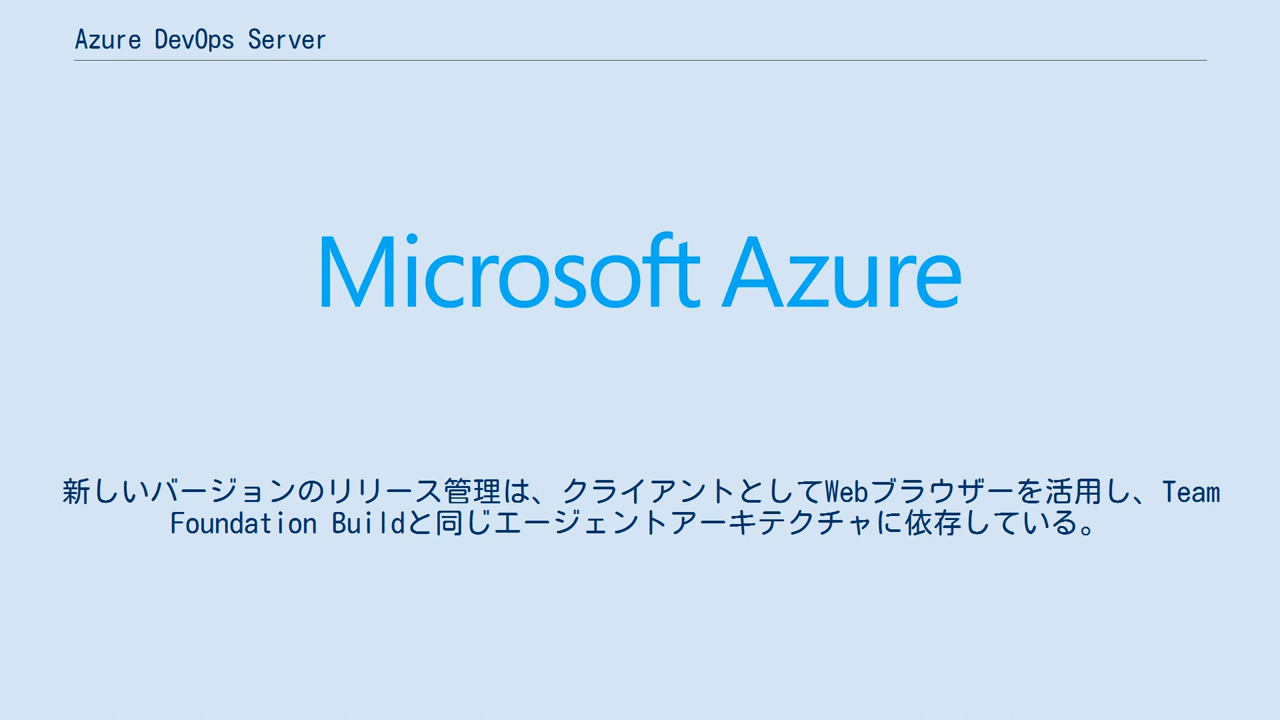 Azure DevOps Server
Microsoft Azure
新しいバージョンのリリース管理は、クライアントとしてWebブラウザーを活用し、Team
Foundation Buildと同じエージェントアーキテクチャに依存している。